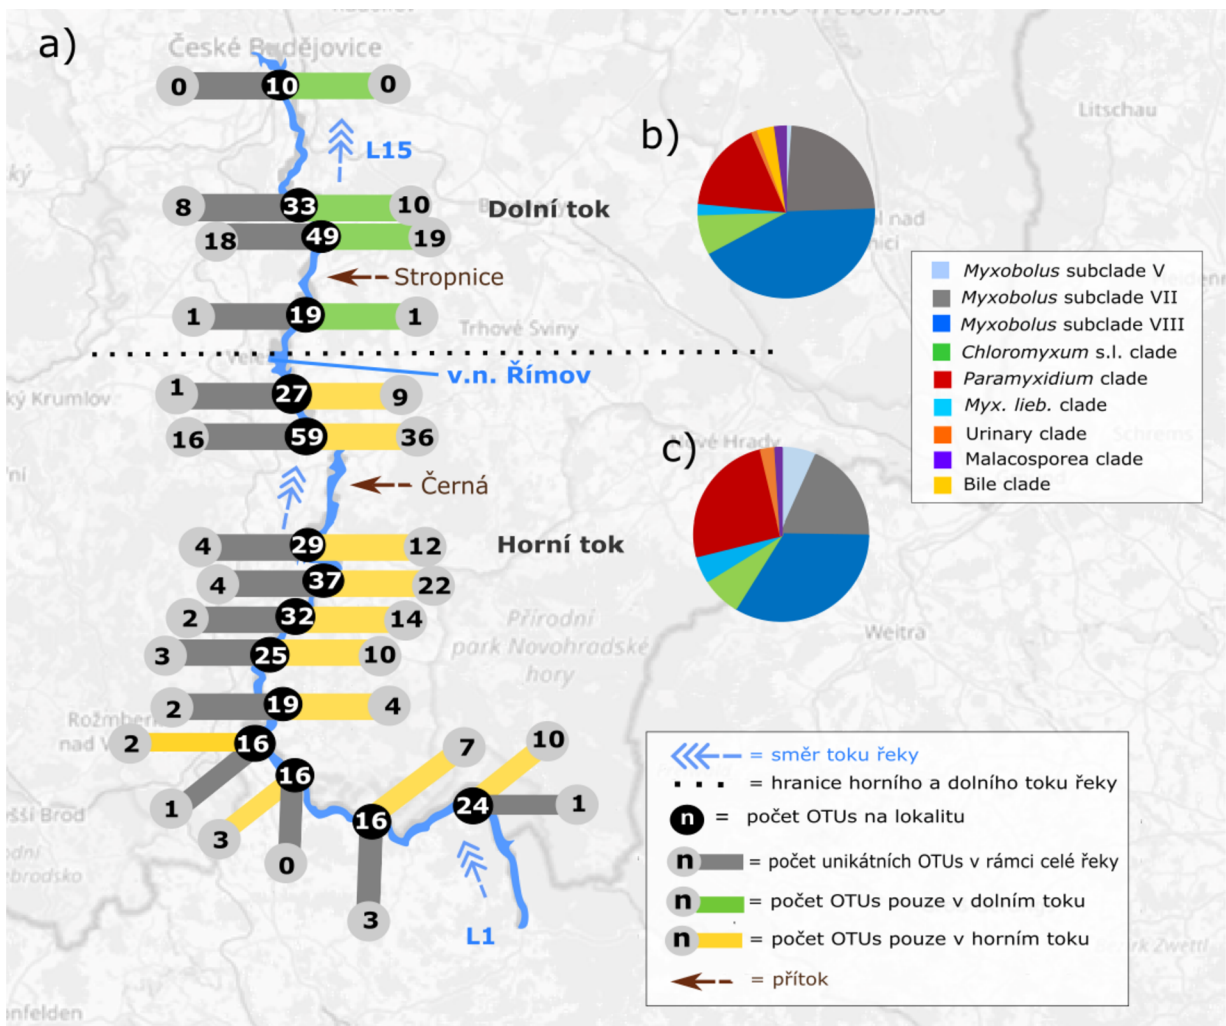 a)
České Budějovice
Litschau
0
10
0
L15
b)
8
33
10
Dolní tok
18
49
19
Stropnice
1
19
1
Trhové Sviny
v.n. Římov
ký Krumlov
1
27
9
16
59
36
Nové Hrady
Schrems
Černá
c)
4
29
12
Horní tok
4
37
22
2
32
14
Přírodní
park Novohradské
hory
Weitra
3
25
10
2
19
4
2
16
7
10
16
1
3
0
16
24
1
3
L1
Myxobolus subclade V
Myxobolus subclade VII
Myxobolus subclade VIII
Chloromyxum s.l. clade
Paramyxidium clade
Myx. lieb. clade
Urinary clade
Malacosporea clade
Bile clade
= směr toku řeky
= hranice horního a dolního toku řeky
n = počet OTUs na lokalitu
n = počet unikátních OTUs v rámci celé řeky
n = počet OTUs pouze v dolním toku
n = počet OTUs pouze v horním toku
= přítok